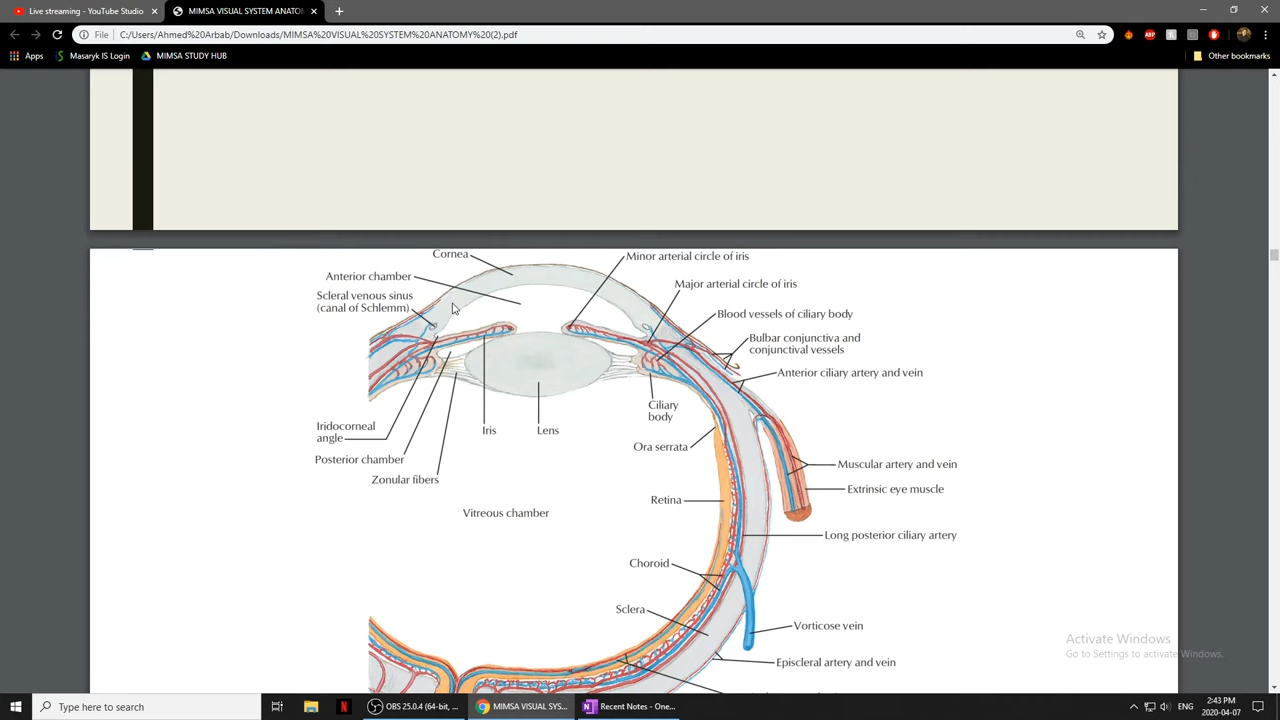 Live streaming - YouTube Studio
MIMSA VISUAL SYSTEM ANATOM
File
C:/Users/Ahmed%20Arbab/Downloads/MIMSA%20VISUAL%20SYSTEM%20ANATOMY%20(2).pdf
ABP
Apps
Masaryk IS Login
MIMSA STUDY HUB
Other bookmarks
Cornea
Minor arterial circle of iris
Anterior chamber
Major arterial circle of iris
Scleral venous sinus
(canal of Schlemm)
Blood vessels of ciliary body
Bulbar conjunctiva and
conjunctival vessels
Anterior ciliary artery and vein
Ciliary
body
Iridocorneal
angle
Iris
Lens
Ora serrata
Posterior chamber
Muscular artery and vein
Zonular fibers
Extrinsic eye muscle
Retina
Vitreous chamber
Long posterior ciliary artery
Choroid
Sclera
Vorticose vein
Activate Windows
Go to Settings to activate Windows.
Episcleral artery and vein
Type here to search
OBS 25.0.4 (64-bit, ...
MIMSA VISUAL SYS...
Recent Notes - One...
ENG
2:43 PM
2020-04-07